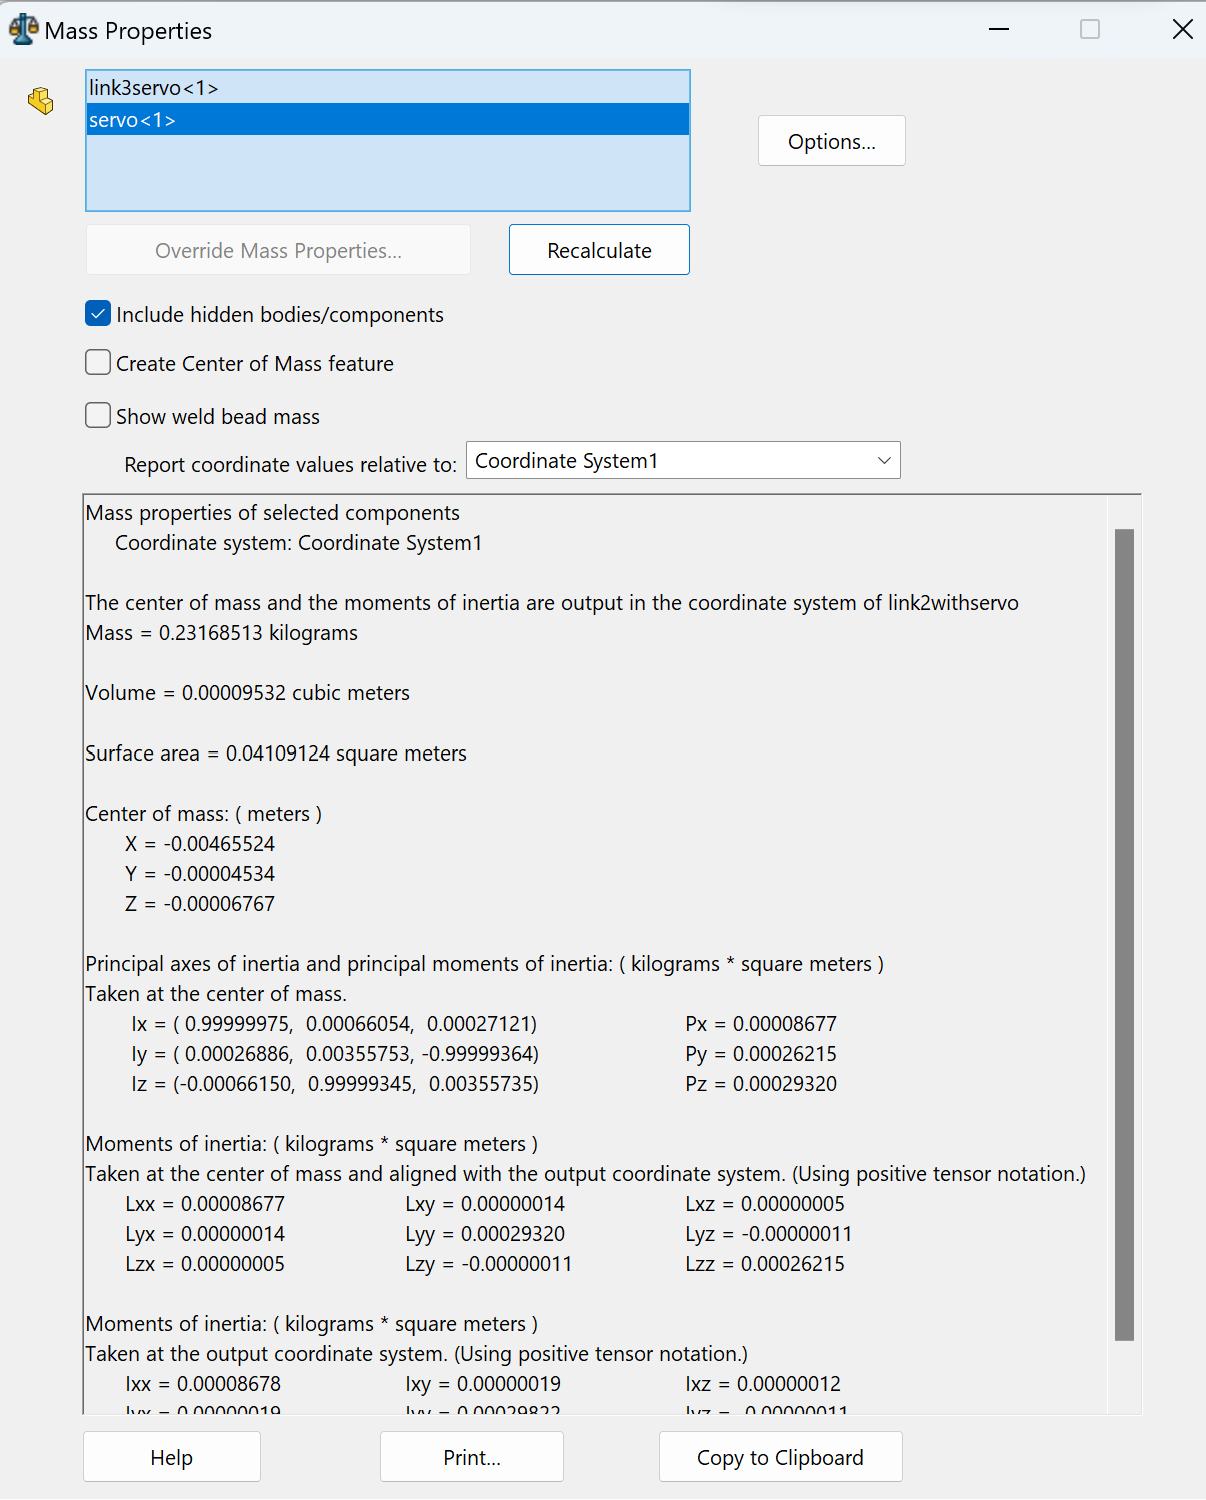 Mass Properties
link3servo<1>
servo<1>
Options...
Override Mass Properties...
Recalculate
Include hidden bodies/components
Create Center of Mass feature
Show weld bead mass
Report coordinate values relative to: Coordinate System1
Mass properties of selected components
Coordinate system: Coordinate System1
The center of mass and the moments of inertia are output in the coordinate system of link2withservo
Mass = 0.23168513 kilograms
Volume = 0.00009532 cubic meters
Surface area = 0.04109124 square meters
Center of mass: ( meters )
X = -0.00465524
Y = -0.00004534
Z = -0.00006767
Principal axes of inertia and principal moments of inertia: ( kilograms * square meters )
Taken at the center of mass.
Ix = ( 0.99999975, 0.00066054, 0.00027121) Px = 0.00008677
Iy = ( 0.00026886, 0.00355753, -0.99999364) Py = 0.00026215
Iz = (-0.00066150, 0.99999345, 0.00355735) Pz = 0.00029320
Moments of inertia: ( kilograms * square meters )
Taken at the center of mass and aligned with the output coordinate system. (Using positive tensor notation.)
Lxx = 0.00008677 Lxy = 0.00000014 Lxz = 0.00000005
Lyx = 0.00000014 Lyy = 0.00029320 Lyz = -0.00000011
Lzx = 0.00000005 Lzy = -0.00000011 Lzz = 0.00026215
Moments of inertia: ( kilograms * square meters )
Taken at the output coordinate system. (Using positive tensor notation.)
Ixx = 0.00008678 Ixy = 0.00000019 Ixz = 0.00000012
Iyx = 0.00000019 Iyy = 0.00029822 Iyz = -0.00000011
Help
Print...
Copy to Clipboard